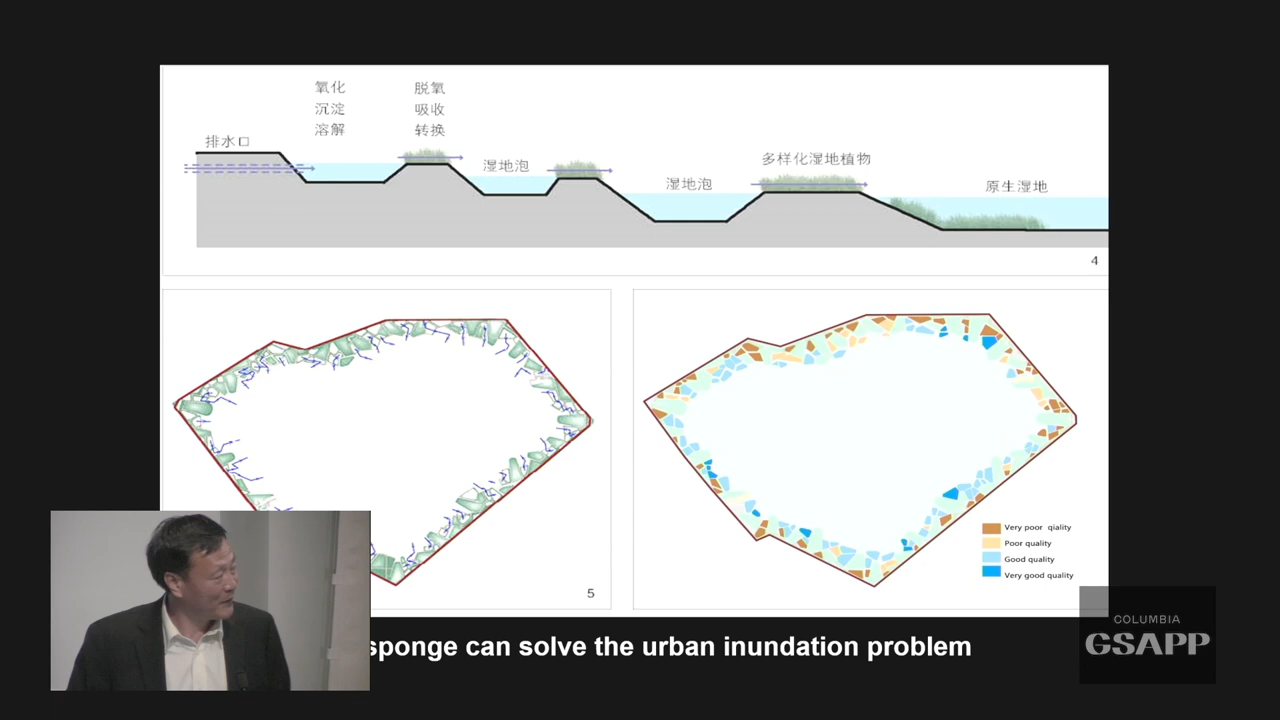 氧化
沉淀
溶解
脱氧
吸收
转换
排水口
湿地泡
湿地泡
多样化湿地植物
原生湿地
4
5
Very poor qiality
Poor quality
Good quality
Very good quality
sponge can solve the urban inundation problem
COLUMBIA
GSAPP